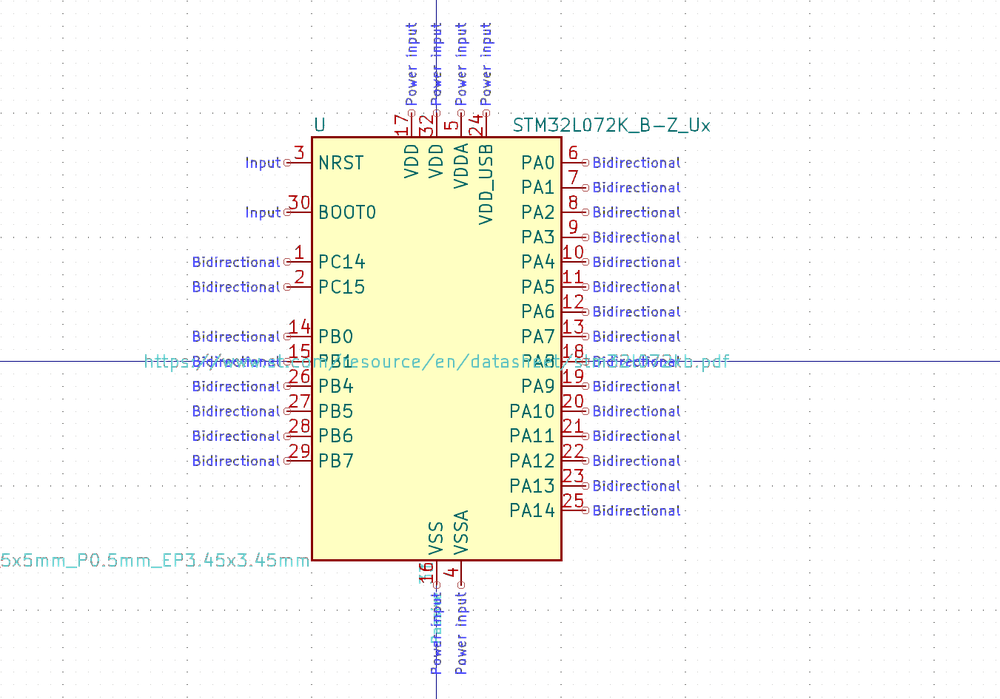 Power input
Power input
Power input
Power input
17
32
5
24
U
STM32L072K_B-Z_Ux
VDD
VDD
VDDA
VDD_USB
Input 3 NRST
PA0 6 Bidirectional
PA1 7 Bidirectional
Input 30 BOOT0
PA2 8 Bidirectional
PA3 9 Bidirectional
Bidirectional 1 PC14
PA4 10 Bidirectional
Bidirectional 2 PC15
PA5 11 Bidirectional
PA6 12 Bidirectional
Bidirectional 14 PB0
PA7 13 Bidirectional
Bidirectional 15 PB1
https://www.st.com/resource/en/datasheet/stm32l072kb.pdf
PA8 18 Bidirectional
Bidirectional 26 PB4
PA9 19 Bidirectional
Bidirectional 27 PB5
PA10 20 Bidirectional
Bidirectional 28 PB6
PA11 21 Bidirectional
Bidirectional 29 PB7
PA12 22 Bidirectional
PA13 23 Bidirectional
PA14 25 Bidirectional
VSS
VSSA
5x5mm_P0.5mm_EP3.45x3.45mm
16
4
Power input
Power input